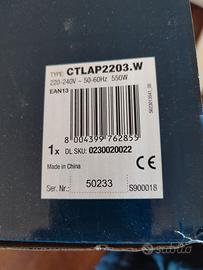 TYPE: CTLAP2203.W
220-240V ~ 50-60Hz 550W
EAN13
8 004399 762855
1x DL SKU: 0230020022
Made in China
Ser. Nr.: 50233
S900018
subito